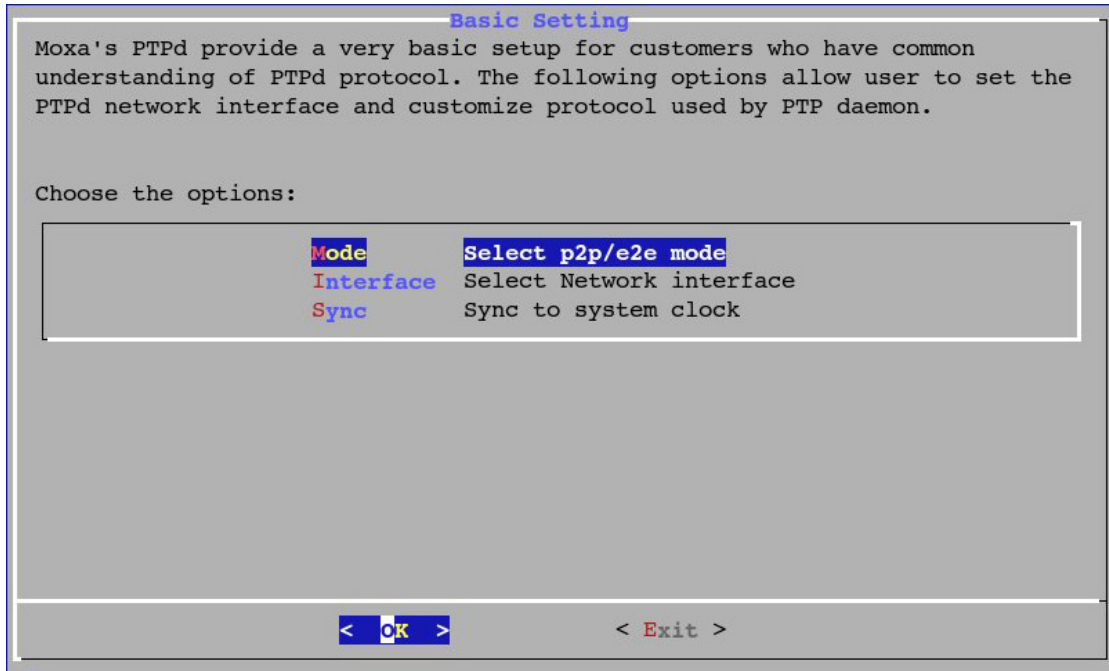 Basic Setting
Moxa's PTPd provide a very basic setup for customers who have common
understanding of PTPd protocol. The following options allow user to set the
PTPd network interface and customize protocol used by PTP daemon.
Choose the options:
Mode Select p2p/e2e mode
Interface Select Network interface
Sync Sync to system clock
< OK > < Exit >